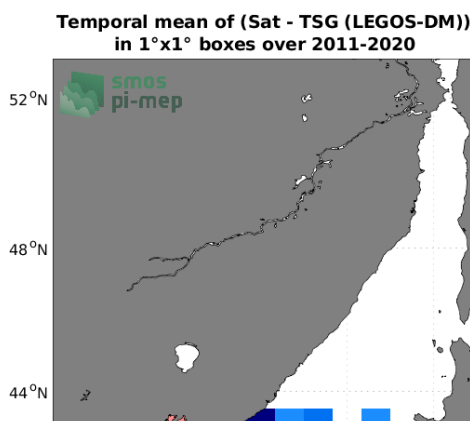 Temporal mean of (Sat - TSG (LEGOS-DM))
in 1°x1° boxes over 2011-2020
smos
pi-mep
52°N
48°N
44°N